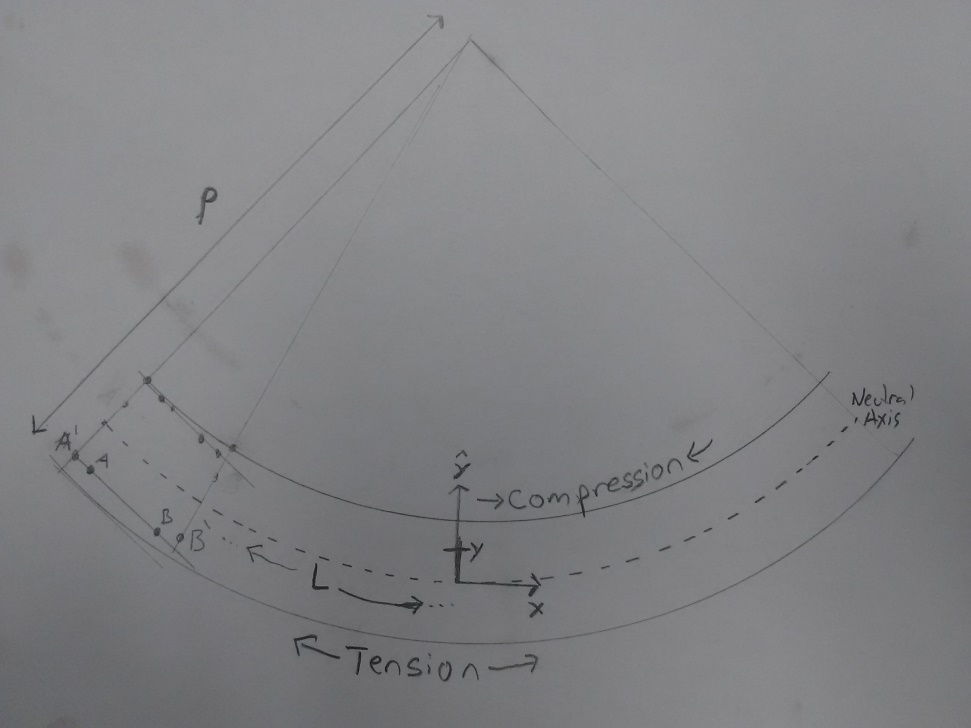 ρ
Neutral
Axis
A'
A
ŷ
Compression
B
B'
y
L
x
Tension